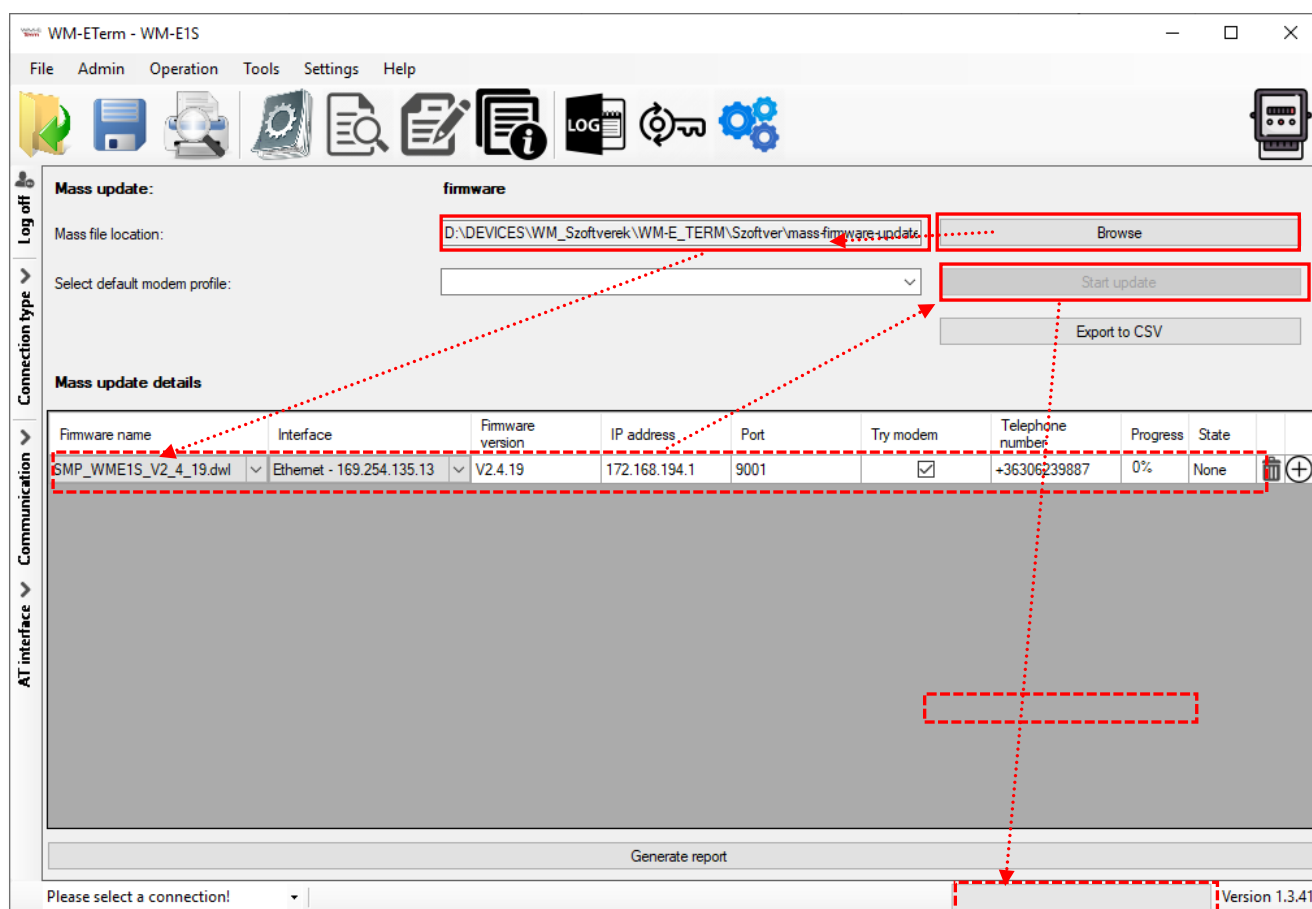 WM-ETerm - WM-E1S
File Admin Operation Tools Settings Help
LOG
Log off
Connection type
Communication
AT interface
Mass update: firmware
Mass file location: D:\DEVICES\WM_Szoftverek\WM-E_TERM\Szoftver\mass-firmware-update Browse
Select default modem profile: Start update
Export to CSV
Mass update details
Firmware name Interface Firmware version IP address Port Try modem Telephone number Progress State
SMP_WME1S_V2_4_19.dwl Ethernet - 169.254.135.13 V2.4.19 172.168.194.1 9001 +36306239887 0% None
Generate report
Please select a connection! Version 1.3.41